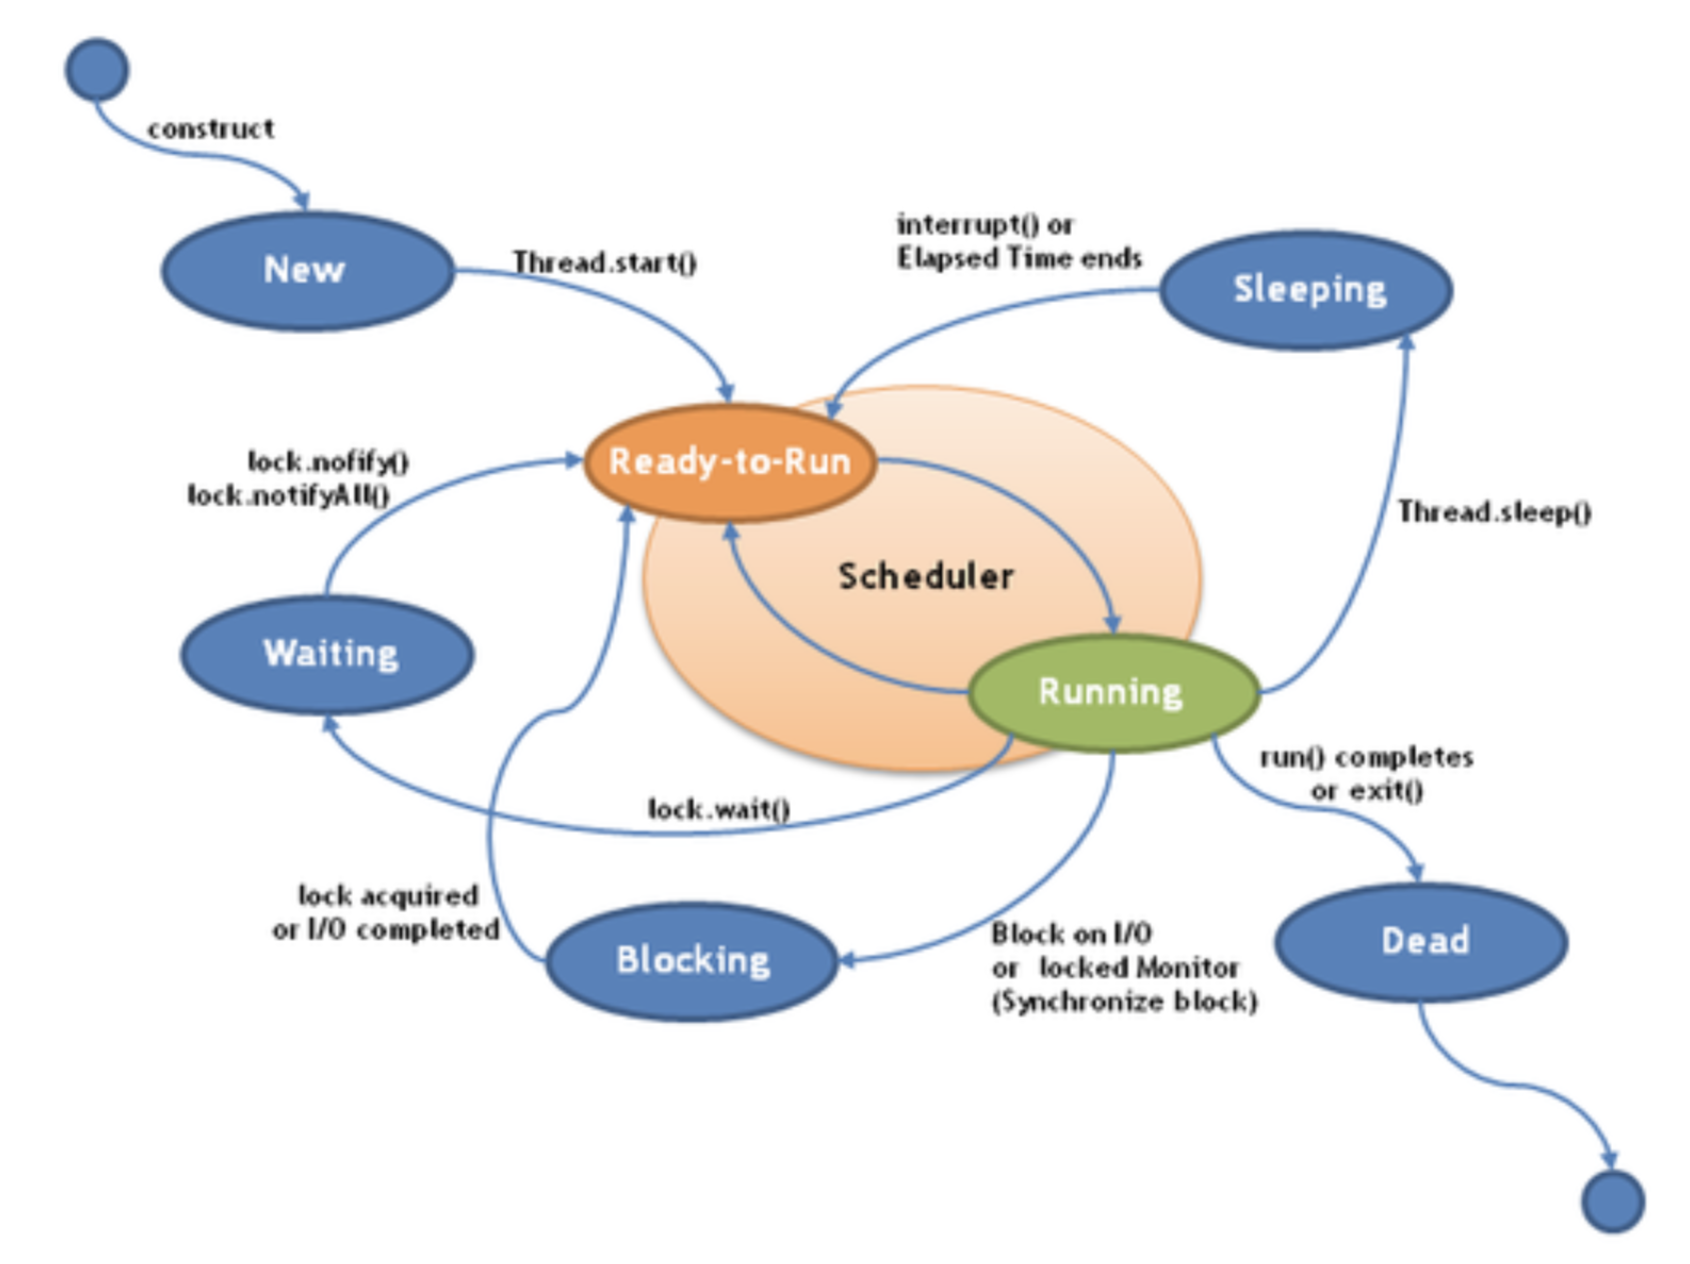 construct
New
Thread.start()
interrupt() or
Elapsed Time ends
Sleeping
Ready-to-Run
lock.nofify()
lock.notifyAll()
Thread.sleep()
Scheduler
Waiting
Running
run() completes
or exit()
lock.wait()
lock acquired
or I/O completed
Blocking
Block on I/O
or locked Monitor
(Synchronize block)
Dead